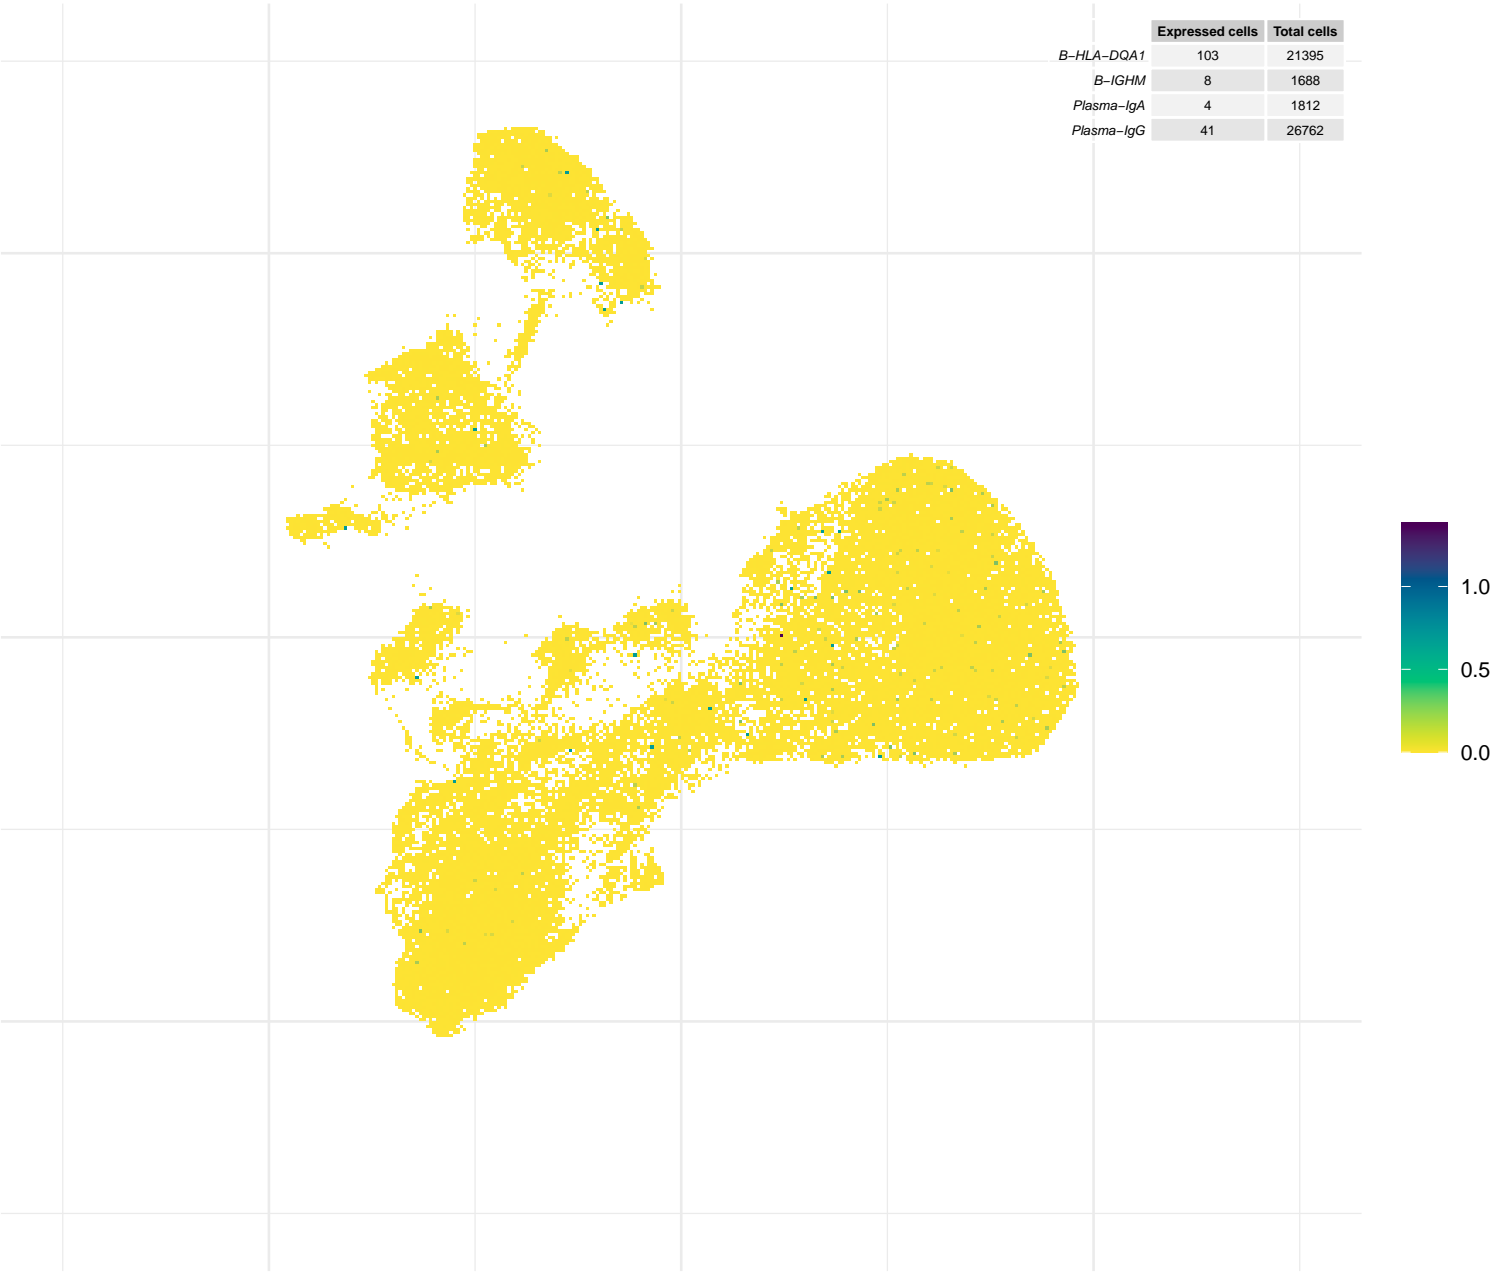 Expressed cells Total cells
B−HLA−DQA1 103 21395
B−IGHM 8 1688
Plasma−IgA 4 1812
Plasma−IgG 41 26762
1.0
0.5
0.0